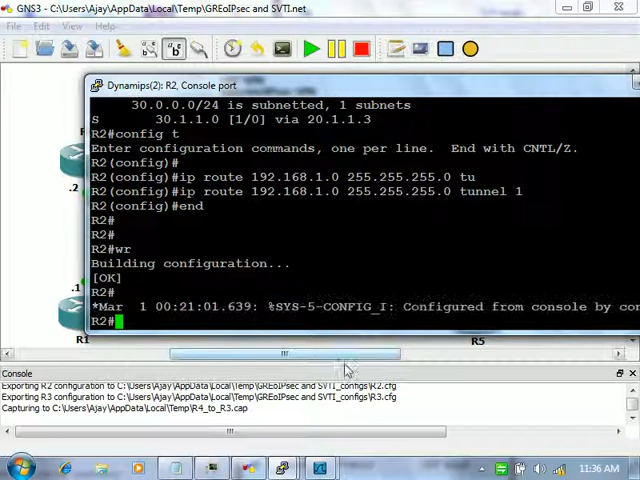 GNS3 - C:\Users\Ajay\AppData\Local\Temp\GREoIPsec and SVTI.net
File Edit View
Dynamips(2): R2, Console port
30.0.0.0/24 is subnetted, 1 subnets
S 30.1.1.0 [1/0] via 20.1.1.3
R2#config t
Enter configuration commands, one per line. End with CNTL/Z.
R2(config)#
R2(config)#ip route 192.168.1.0 255.255.255.0 tu
R2(config)#ip route 192.168.1.0 255.255.255.0 tunnel 1
R2(config)#end
R2#
R2#
R2#wr
Building configuration...
[OK]
R2#
*Mar 1 00:21:01.639: %SYS-5-CONFIG_I: Configured from console by con
R2#
.2
.1
R1
R5
Console
Exporting R2 configuration to C:\Users\Ajay\AppData\Local\Temp\GREoIPsec and SVTI_configs\R2.cfg
Exporting R3 configuration to C:\Users\Ajay\AppData\Local\Temp\GREoIPsec and SVTI_configs\R3.cfg
Capturing to C:\Users\Ajay\AppData\Local\Temp\R4_to_R3.cap
11:36 AM